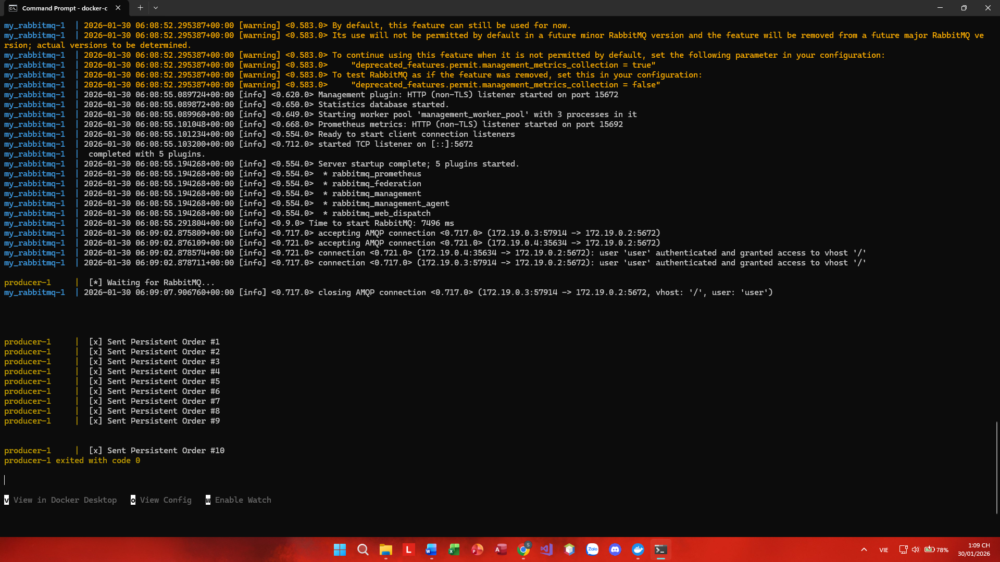 Command Prompt - docker-c
my_rabbitmq-1  | 2026-01-30 06:08:52.295387+00:00 [warning] <0.583.0> By default, this feature can still be used for now.
my_rabbitmq-1  | 2026-01-30 06:08:52.295387+00:00 [warning] <0.583.0> Its use will not be permitted by default in a future minor RabbitMQ version and the feature will be removed from a future major RabbitMQ ve
rsion; actual versions to be determined.
my_rabbitmq-1  | 2026-01-30 06:08:52.295387+00:00 [warning] <0.583.0> To continue using this feature when it is not permitted by default, set the following parameter in your configuration:
my_rabbitmq-1  | 2026-01-30 06:08:52.295387+00:00 [warning] <0.583.0>     "deprecated_features.permit.management_metrics_collection = true"
my_rabbitmq-1  | 2026-01-30 06:08:52.295387+00:00 [warning] <0.583.0> To test RabbitMQ as if the feature was removed, set this in your configuration:
my_rabbitmq-1  | 2026-01-30 06:08:52.295387+00:00 [warning] <0.583.0>     "deprecated_features.permit.management_metrics_collection = false"
my_rabbitmq-1  | 2026-01-30 06:08:55.089724+00:00 [info] <0.620.0> Management plugin: HTTP (non-TLS) listener started on port 15672
my_rabbitmq-1  | 2026-01-30 06:08:55.089872+00:00 [info] <0.650.0> Statistics database started.
my_rabbitmq-1  | 2026-01-30 06:08:55.089960+00:00 [info] <0.649.0> Starting worker pool 'management_worker_pool' with 3 processes in it
my_rabbitmq-1  | 2026-01-30 06:08:55.101048+00:00 [info] <0.668.0> Prometheus metrics: HTTP (non-TLS) listener started on port 15692
my_rabbitmq-1  | 2026-01-30 06:08:55.101234+00:00 [info] <0.554.0> Ready to start client connection listeners
my_rabbitmq-1  | 2026-01-30 06:08:55.103200+00:00 [info] <0.712.0> started TCP listener on [::]:5672
my_rabbitmq-1  |  completed with 5 plugins.
my_rabbitmq-1  | 2026-01-30 06:08:55.194268+00:00 [info] <0.554.0> Server startup complete; 5 plugins started.
my_rabbitmq-1  | 2026-01-30 06:08:55.194268+00:00 [info] <0.554.0>  * rabbitmq_prometheus
my_rabbitmq-1  | 2026-01-30 06:08:55.194268+00:00 [info] <0.554.0>  * rabbitmq_federation
my_rabbitmq-1  | 2026-01-30 06:08:55.194268+00:00 [info] <0.554.0>  * rabbitmq_management
my_rabbitmq-1  | 2026-01-30 06:08:55.194268+00:00 [info] <0.554.0>  * rabbitmq_management_agent
my_rabbitmq-1  | 2026-01-30 06:08:55.194268+00:00 [info] <0.554.0>  * rabbitmq_web_dispatch
my_rabbitmq-1  | 2026-01-30 06:08:55.291804+00:00 [info] <0.9.0> Time to start RabbitMQ: 7496 ms
my_rabbitmq-1  | 2026-01-30 06:09:02.875809+00:00 [info] <0.717.0> accepting AMQP connection <0.717.0> (172.19.0.3:57914 -> 172.19.0.2:5672)
my_rabbitmq-1  | 2026-01-30 06:09:02.876109+00:00 [info] <0.721.0> accepting AMQP connection <0.721.0> (172.19.0.4:35634 -> 172.19.0.2:5672)
my_rabbitmq-1  | 2026-01-30 06:09:02.878574+00:00 [info] <0.721.0> connection <0.721.0> (172.19.0.4:35634 -> 172.19.0.2:5672): user 'user' authenticated and granted access to vhost '/'
my_rabbitmq-1  | 2026-01-30 06:09:02.878711+00:00 [info] <0.717.0> connection <0.717.0> (172.19.0.3:57914 -> 172.19.0.2:5672): user 'user' authenticated and granted access to vhost '/'
producer-1     |  [*] Waiting for RabbitMQ...
my_rabbitmq-1  | 2026-01-30 06:09:07.906760+00:00 [info] <0.717.0> closing AMQP connection <0.717.0> (172.19.0.3:57914 -> 172.19.0.2:5672, vhost: '/', user: 'user')
producer-1     |  [x] Sent Persistent Order #1
producer-1     |  [x] Sent Persistent Order #2
producer-1     |  [x] Sent Persistent Order #3
producer-1     |  [x] Sent Persistent Order #4
producer-1     |  [x] Sent Persistent Order #5
producer-1     |  [x] Sent Persistent Order #6
producer-1     |  [x] Sent Persistent Order #7
producer-1     |  [x] Sent Persistent Order #8
producer-1     |  [x] Sent Persistent Order #9
producer-1     |  [x] Sent Persistent Order #10
producer-1 exited with code 0
v View in Docker Desktop   o View Config   w Enable Watch
L W X P A S Zalo
VIE 78% 1:09 CH
30/01/2026